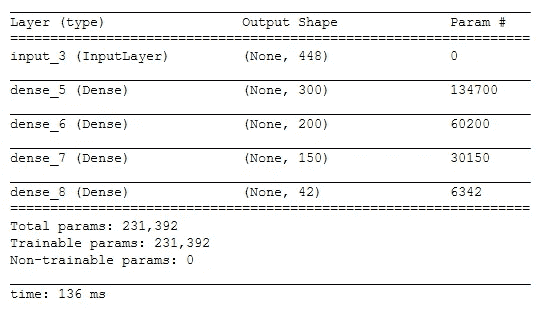 Layer (type) Output Shape Param #
input_3 (InputLayer) (None, 448) 0
dense_5 (Dense) (None, 300) 134700
dense_6 (Dense) (None, 200) 60200
dense_7 (Dense) (None, 150) 30150
dense_8 (Dense) (None, 42) 6342
Total params: 231,392
Trainable params: 231,392
Non-trainable params: 0
time: 136 ms